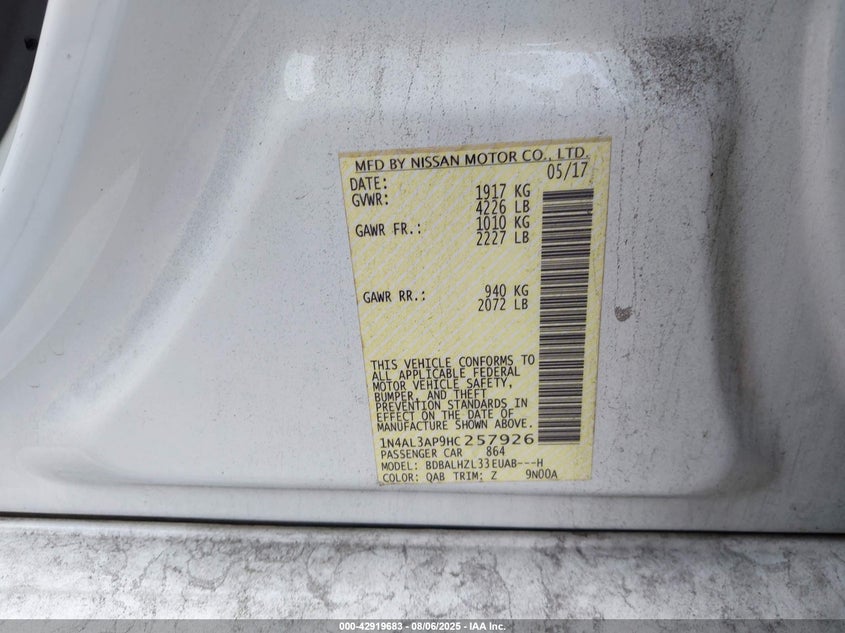 MFD BY NISSAN MOTOR CO., LTD.
DATE: 05/17
GVWR: 1917 KG
4226 LB
GAWR FR.: 1010 KG
2227 LB
GAWR RR.: 940 KG
2072 LB
THIS VEHICLE CONFORMS TO
ALL APPLICABLE FEDERAL
MOTOR VEHICLE SAFETY,
BUMPER, AND THEFT
PREVENTION STANDARDS IN
EFFECT ON THE DATE OF
MANUFACTURE SHOWN ABOVE.
1N4AL3AP9HC257926
PASSENGER CAR 864
MODEL: BDBALHZL33EUAB---H
COLOR: QAB TRIM; Z 9N00A
000-42919683 - 08/06/2025 - IAA Inc.